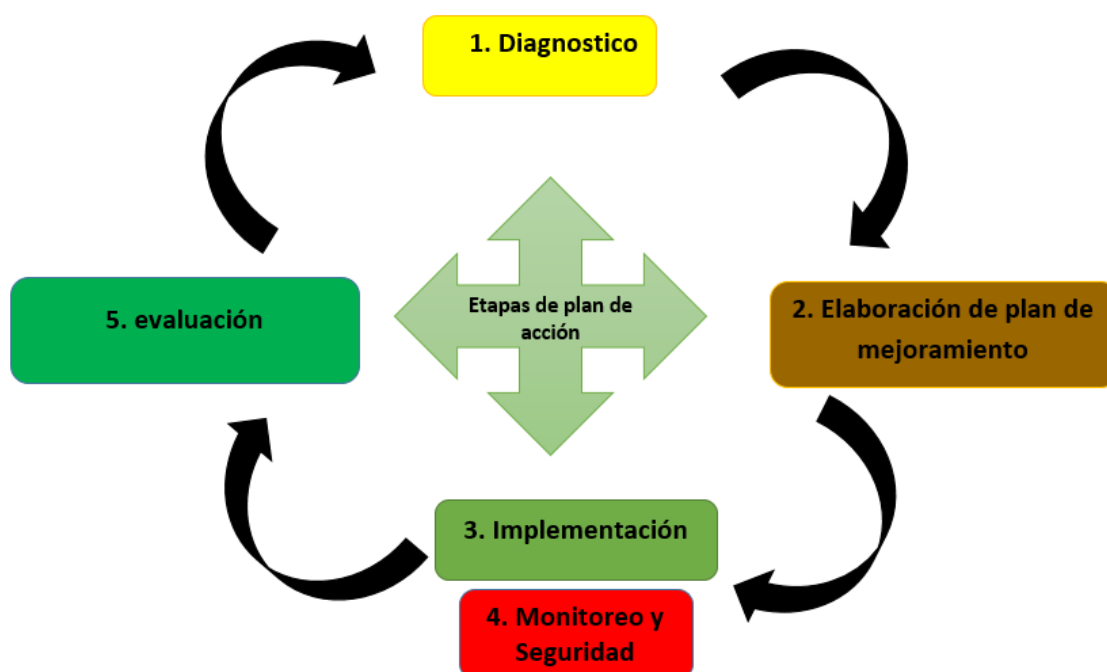 1. Diagnostico
Etapas de plan de
acción
2. Elaboración de plan de
mejoramiento
5. evaluación
3. Implementación
4. Monitoreo y
Seguridad